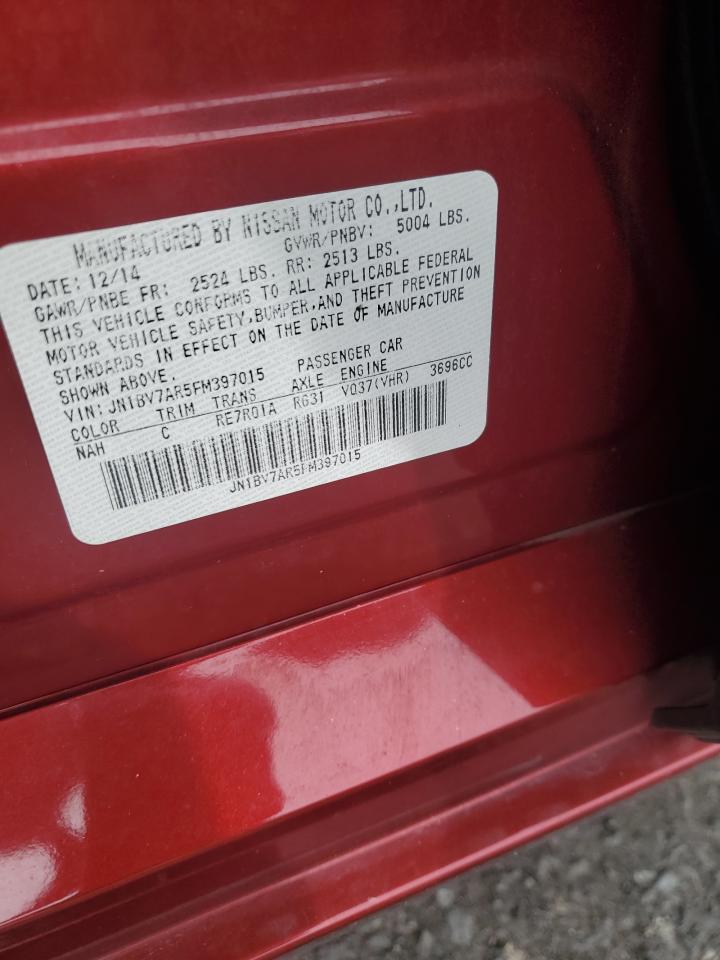 MANUFACTURED BY NISSAN MOTOR CO.,LTD.
DATE: 12/14 GVWR/PNBV: 5004 LBS.
GAWR/PNBE FR: 2524 LBS. RR: 2513 LBS.
THIS VEHICLE CONFORMS TO ALL APPLICABLE FEDERAL
MOTOR VEHICLE SAFETY,BUMPER,AND THEFT PREVENTION
STANDARDS IN EFFECT ON THE DATE OF MANUFACTURE
SHOWN ABOVE.
VIN: JN1BV7AR5FM397015 PASSENGER CAR
COLOR TRIM TRANS AXLE ENGINE
NAH C RE7R01A RG31 VQ37(VHR) 3696CC
JN1BV7AR5FM397015